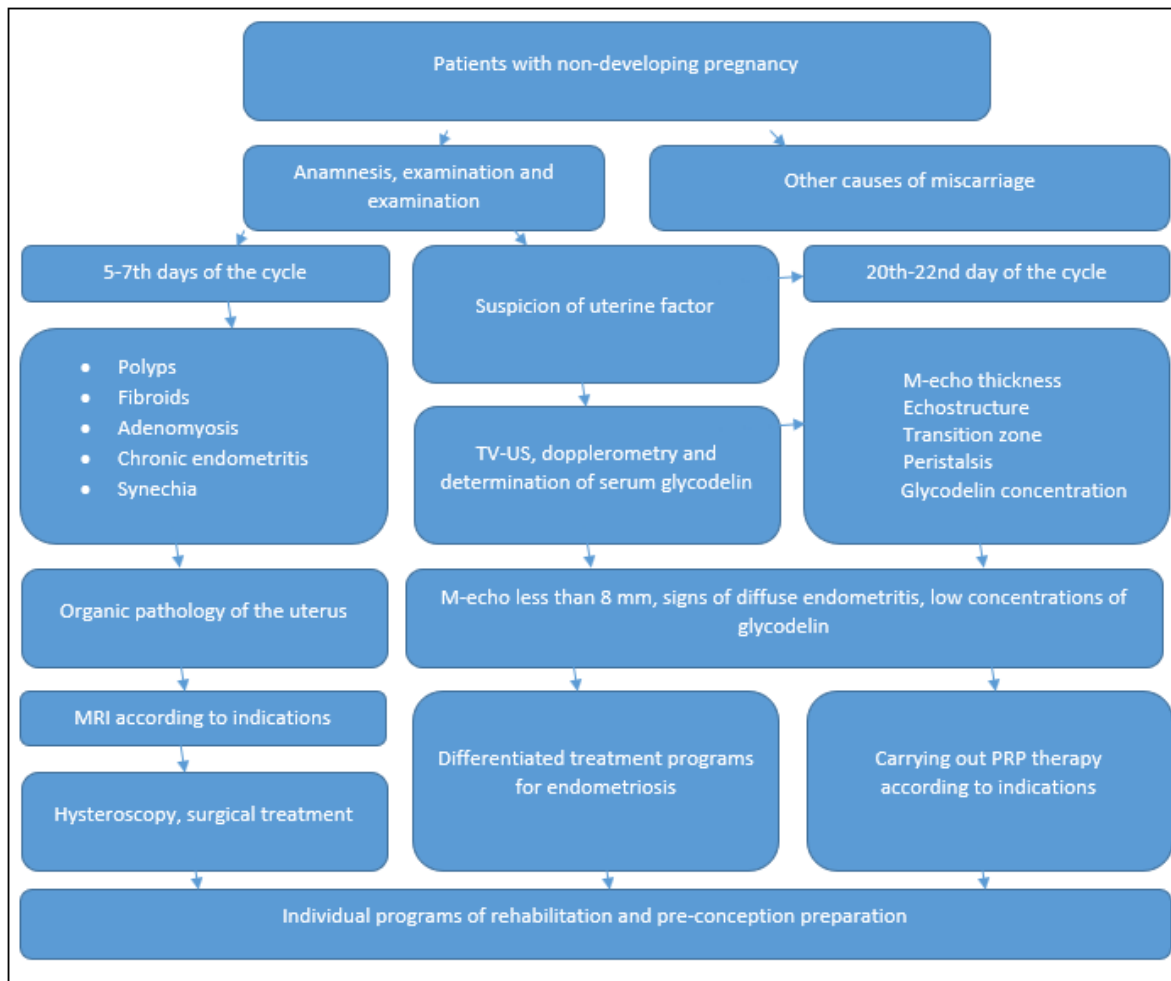 Patients with non-developing pregnancy
Anamnesis, examination and
examination
Other causes of miscarriage
5-7th days of the cycle
Suspicion of uterine factor
20th-22nd day of the cycle
• Polyps
• Fibroids
• Adenomyosis
• Chronic endometritis
• Synechia
TV-US, dopplerometry and
determination of serum glycodelin
M-echo thickness
Echostructure
Transition zone
Peristalsis
Glycodelin concentration
Organic pathology of the uterus
M-echo less than 8 mm, signs of diffuse endometritis, low concentrations of
glycodelin
MRI according to indications
Differentiated treatment programs
for endometriosis
Carrying out PRP therapy
according to indications
Hysteroscopy, surgical treatment
Individual programs of rehabilitation and pre-conception preparation